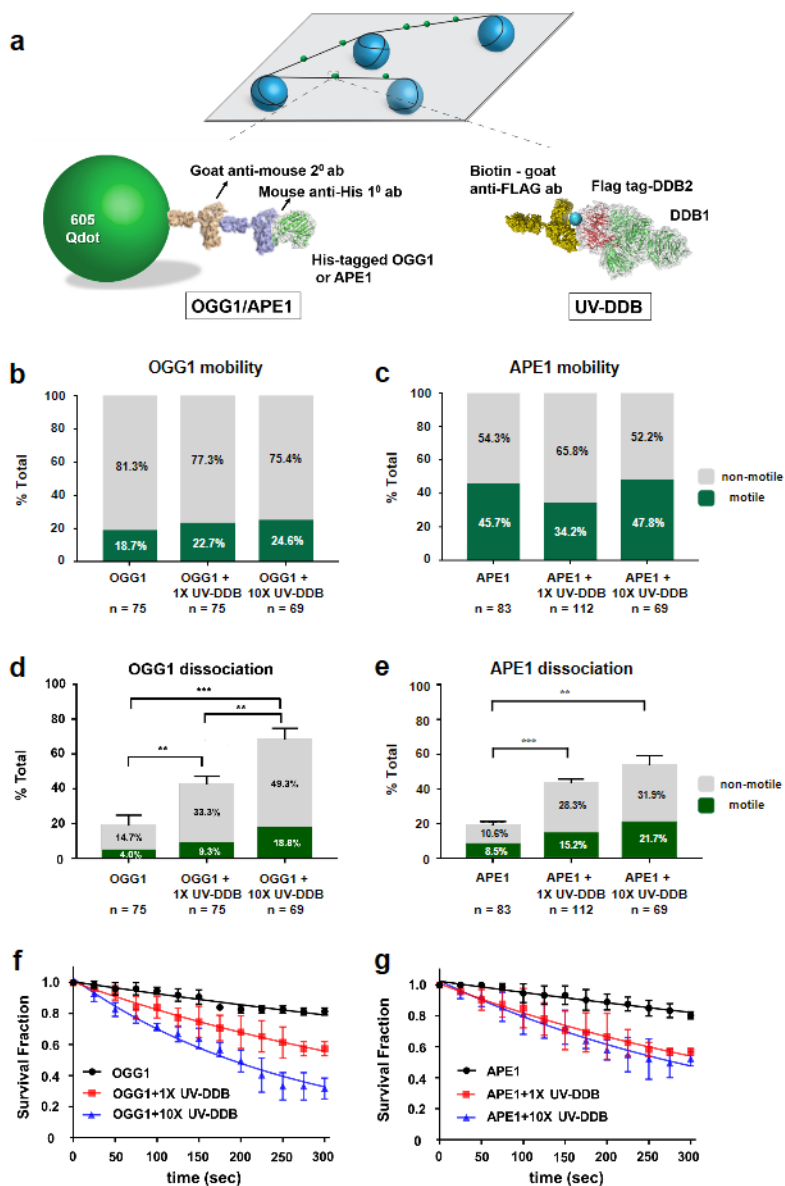 a
Goat anti-mouse 2⁰ ab
Mouse anti-His 1⁰ ab
605
Qdot
His-tagged OGG1
or APE1
OGG1/APE1
Biotin - goat
anti-FLAG ab
Flag tag-DDB2
DDB1
UV-DDB
b
OGG1 mobility
% Total
100
80
60
40
20
0
81.3%
77.3%
75.4%
18.7%
22.7%
24.6%
OGG1
OGG1 +
1X UV-DDB
OGG1 +
10X UV-DDB
n = 75
n = 75
n = 69
c
APE1 mobility
% Total
100
80
60
40
20
0
54.3%
65.8%
52.2%
45.7%
34.2%
47.8%
APE1
APE1 +
1X UV-DDB
APE1 +
10X UV-DDB
n = 83
n = 112
n = 69
non-motile
motile
d
OGG1 dissociation
% Total
100
80
60
40
20
0
***
**
**
14.7%
33.3%
49.3%
4.0%
9.3%
18.8%
OGG1
OGG1 +
1X UV-DDB
OGG1 +
10X UV-DDB
n = 75
n = 75
n = 69
e
APE1 dissociation
% Total
100
80
60
40
20
0
**
***
10.6%
28.3%
31.9%
8.5%
15.2%
21.7%
APE1
APE1 +
1X UV-DDB
APE1 +
10X UV-DDB
n = 83
n = 112
n = 69
non-motile
motile
f
Survival Fraction
1.0
0.8
0.6
0.4
0.2
0
OGG1
OGG1+1X UV-DDB
OGG1+10X UV-DDB
0 50 100 150 200 250 300
time (sec)
g
Survival Fraction
1.0
0.8
0.6
0.4
0.2
0
APE1
APE1+1X UV-DDB
APE1+10X UV-DDB
0 50 100 150 200 250 300
time (sec)